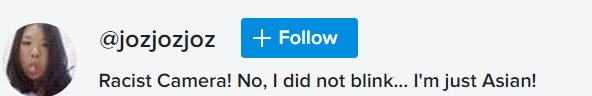 @jozjozjoz + Follow
Racist Camera! No, I did not blink... I'm just Asian!